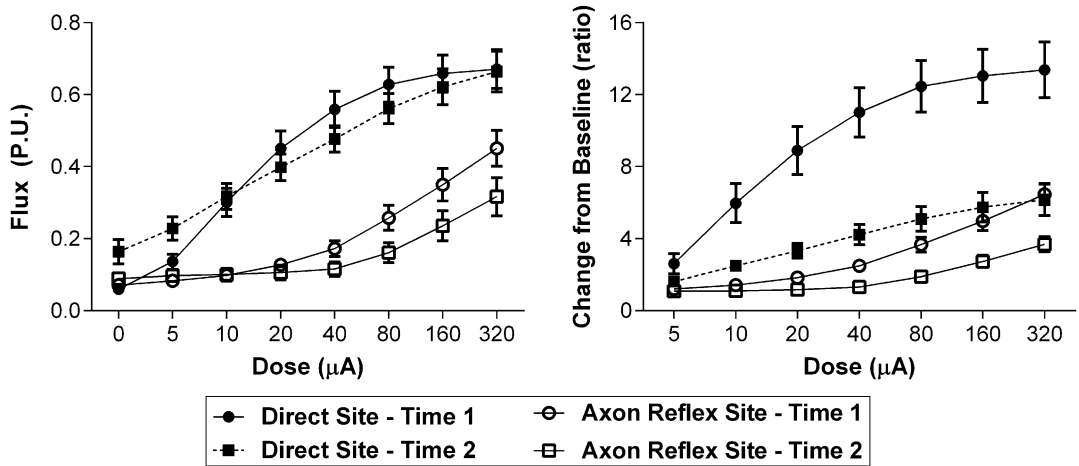 Flux (P.U.)
0.8
0.6
0.4
0.2
0.0
0 5 10 20 40 80 160 320
Dose (μA)
Change from Baseline (ratio)
16
12
8
4
0
5 10 20 40 80 160 320
Dose (μA)
Direct Site - Time 1
Direct Site - Time 2
Axon Reflex Site - Time 1
Axon Reflex Site - Time 2